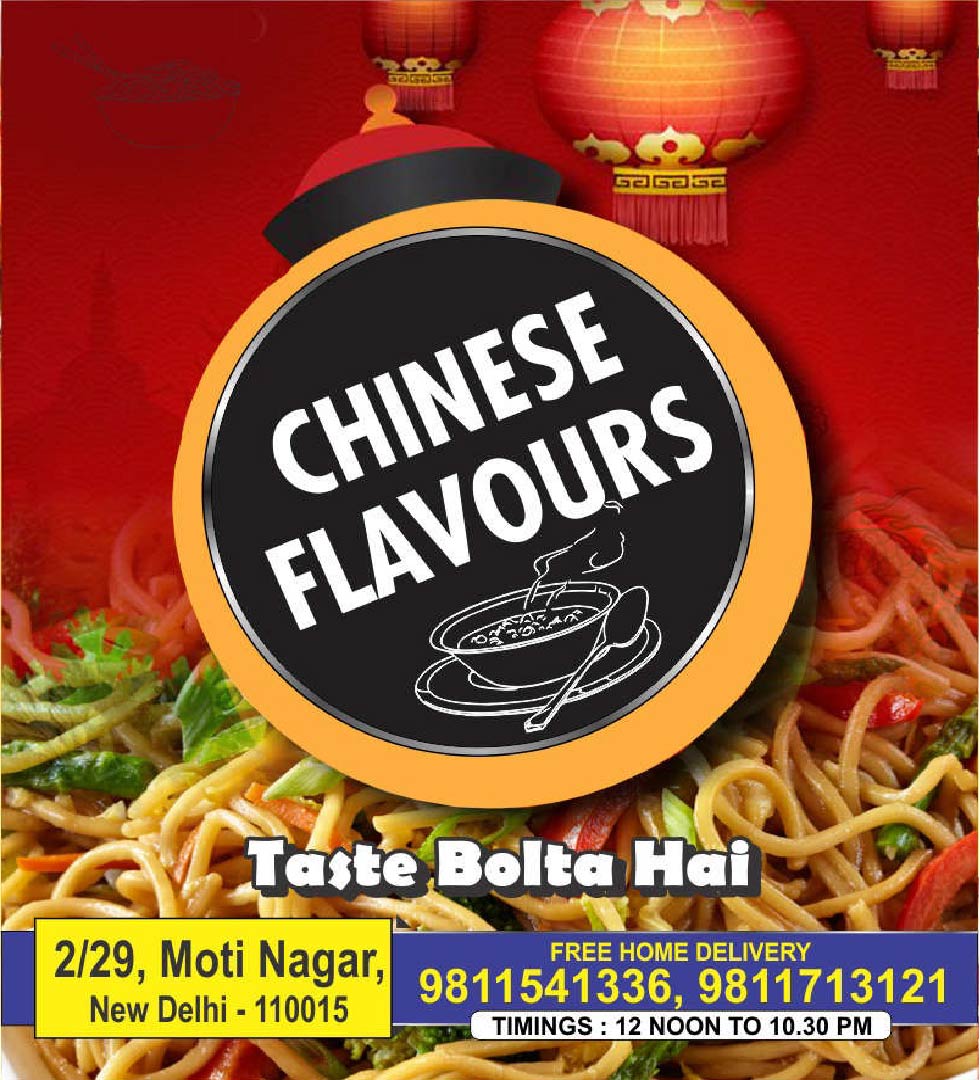 CHINESE
FLAVOURS
Taste Bolta Hai
2/29, Moti Nagar,
New Delhi - 110015
FREE HOME DELIVERY
9811541336, 9811713121
TIMINGS : 12 NOON TO 10.30 PM